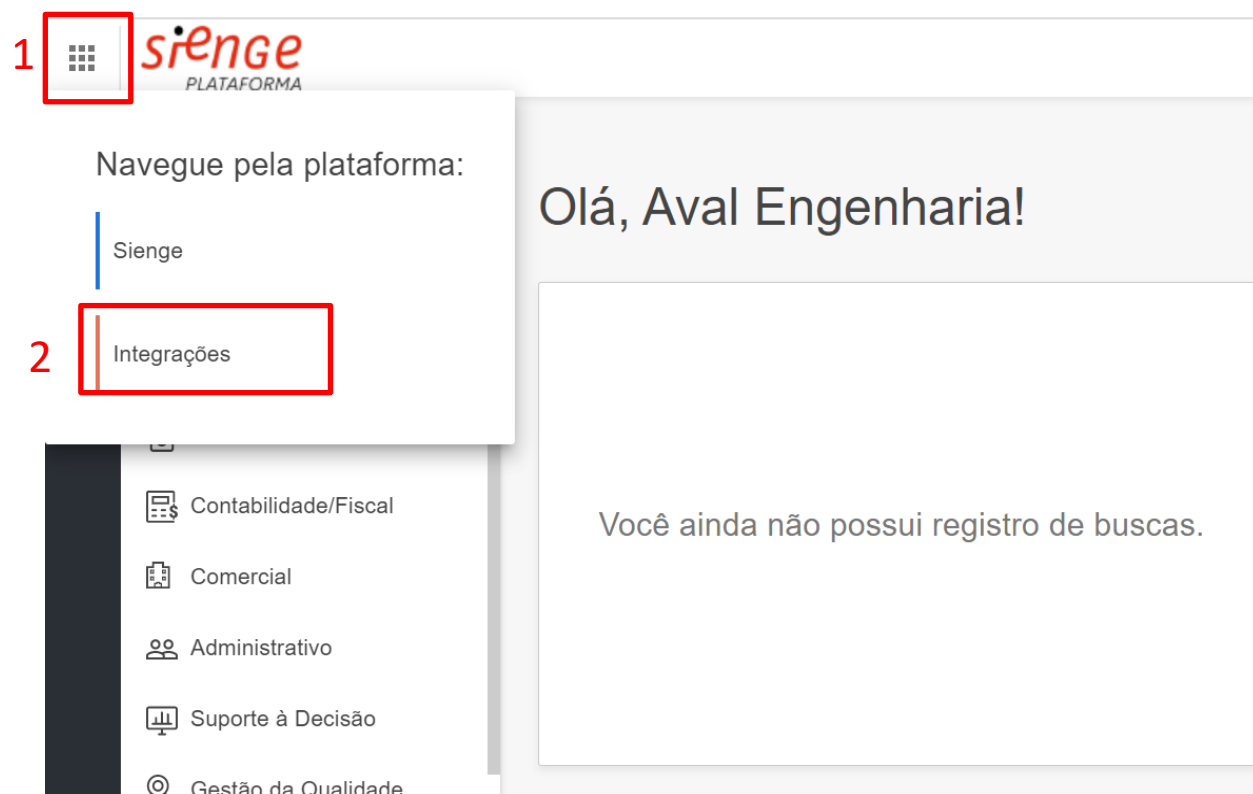 1
sienge
PLATAFORMA
Navegue pela plataforma:
Sienge
2
Integrações
Olá, Aval Engenharia!
Você ainda não possui registro de buscas.
Contabilidade/Fiscal
Comercial
Administrativo
Suporte à Decisão
Gestão da Qualidade